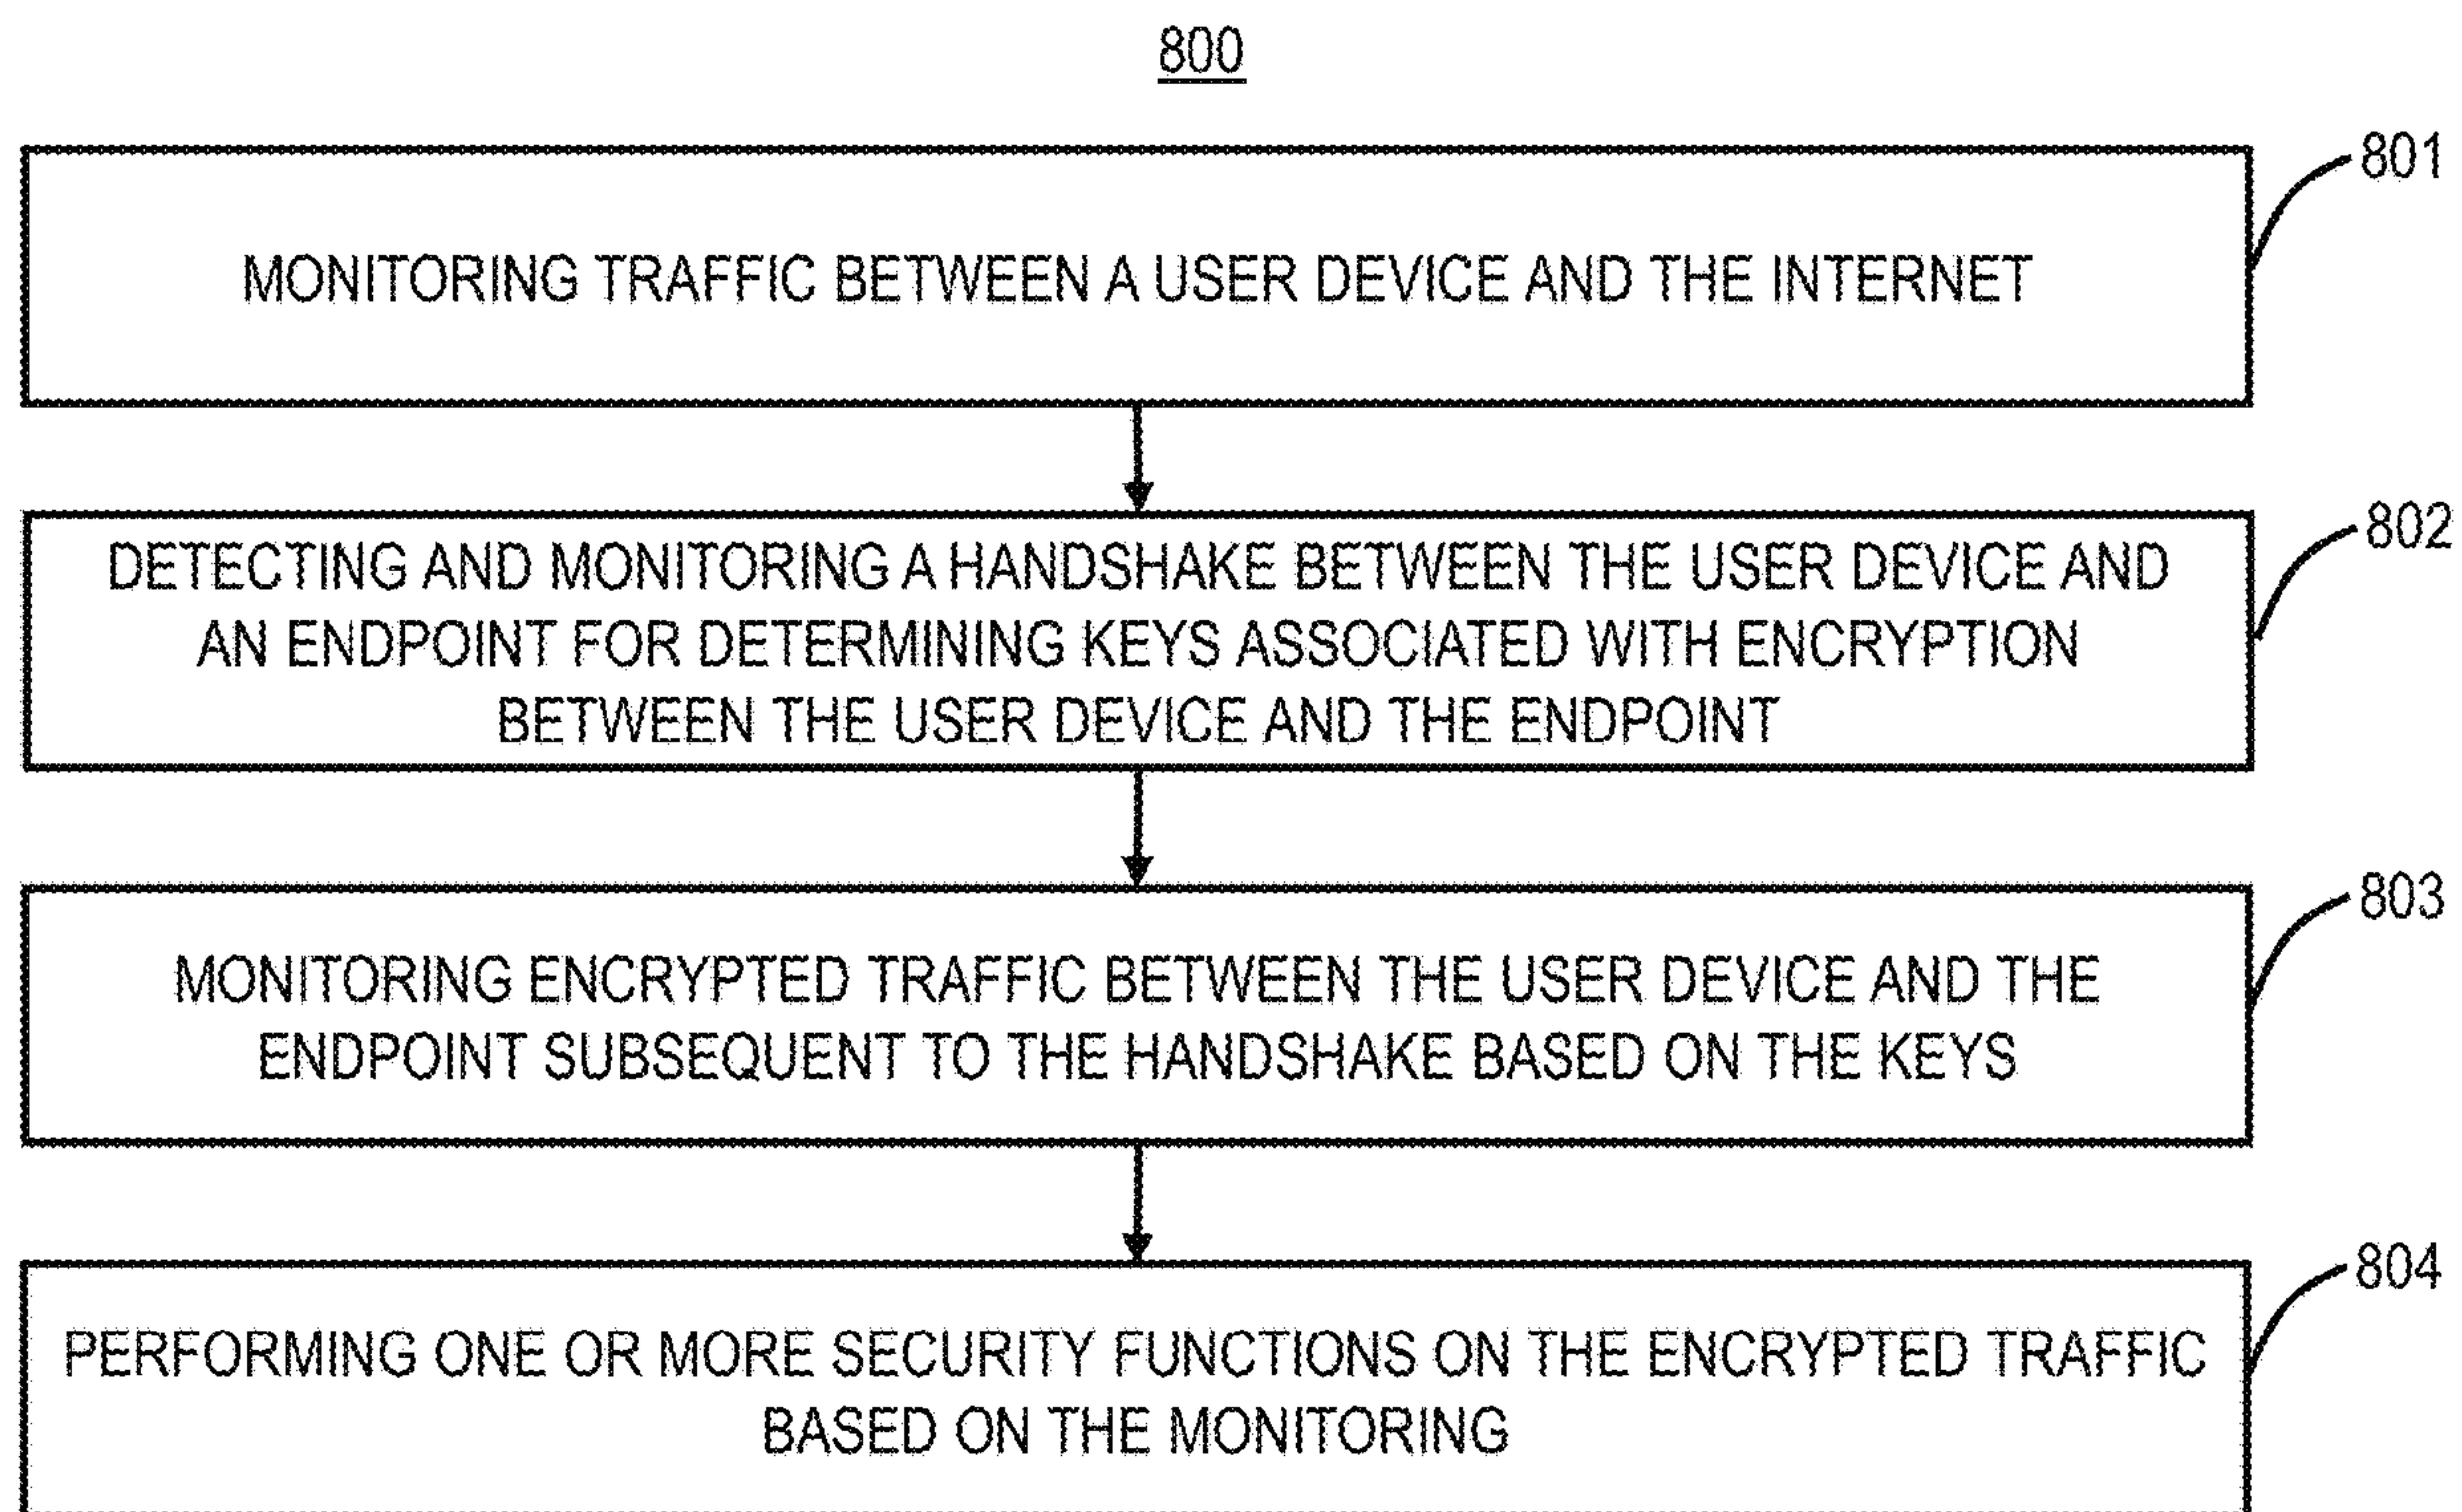 800
801
MONITORING TRAFFIC BETWEEN A USER DEVICE AND THE INTERNET
802
DETECTING AND MONITORING A HANDSHAKE BETWEEN THE USER DEVICE AND
AN ENDPOINT FOR DETERMINING KEYS ASSOCIATED WITH ENCRYPTION
BETWEEN THE USER DEVICE AND THE ENDPOINT
803
MONITORING ENCRYPTED TRAFFIC BETWEEN THE USER DEVICE AND THE
ENDPOINT SUBSEQUENT TO THE HANDSHAKE BASED ON THE KEYS
804
PERFORMING ONE OR MORE SECURITY FUNCTIONS ON THE ENCRYPTED TRAFFIC
BASED ON THE MONITORING